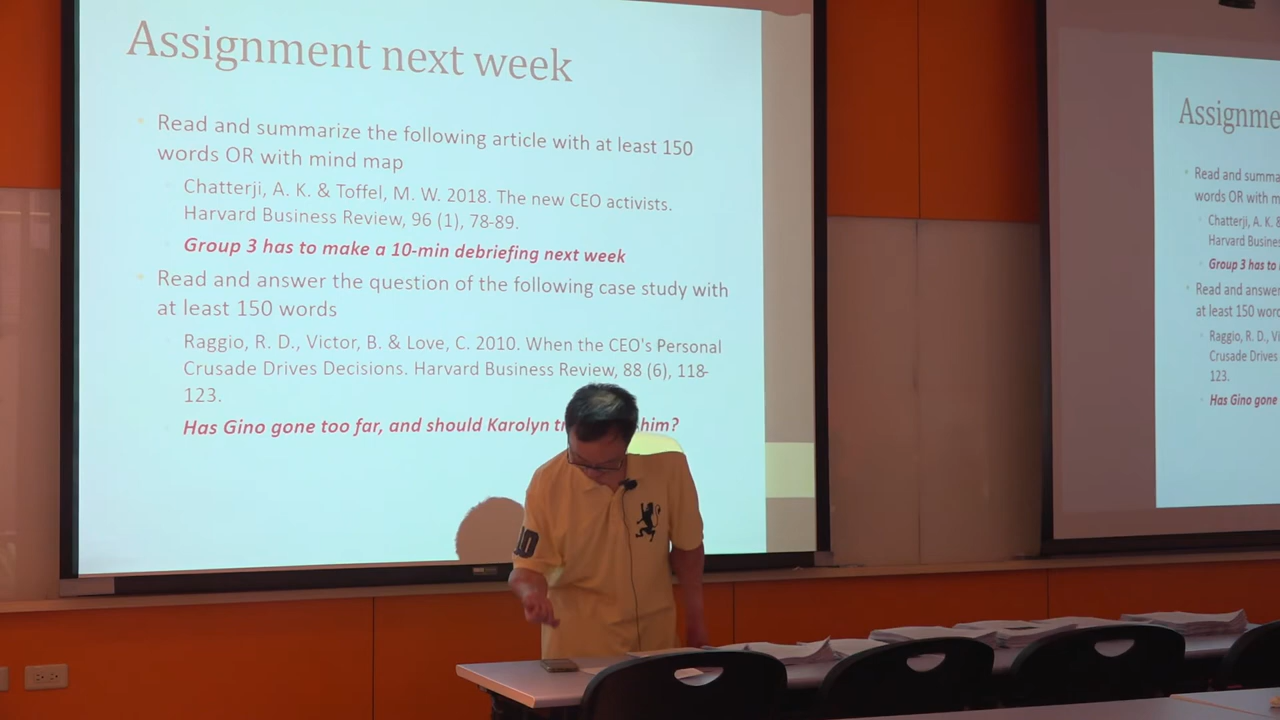 Assignment next week
Read and summarize the following article with at least 150
words OR with mind map
Chatterji, A. K. & Toffel, M. W. 2018. The new CEO activists.
Harvard Business Review, 96 (1), 78-89.
Group 3 has to make a 10-min debriefing next week
Read and answer the question of the following case study with
at least 150 words
Raggio, R. D., Victor, B. & Love, C. 2010. When the CEO's Personal
Crusade Drives Decisions. Harvard Business Review, 88 (6), 118-
123.
Has Gino gone too far, and should Karolyn him?
Assignme
Read and summa
words OR with m
Chatterji, A. K. &
Harvard Business
Group 3 has to
Read and answer
at least 150 word
Raggio, R. D., Vi
Crusade Drives
123.
Has Gino gone